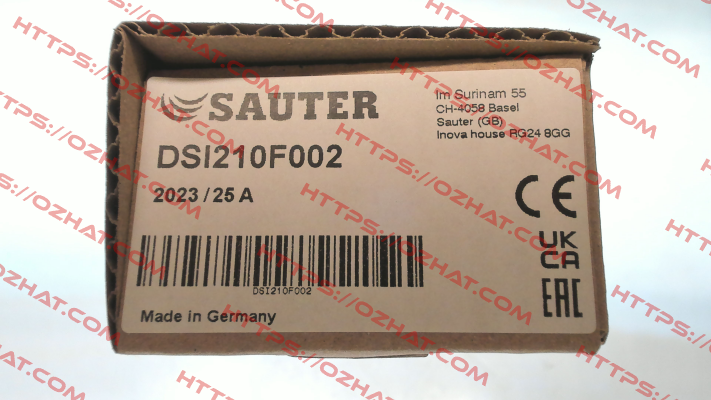 SAUTER
Im Surinam 55
CH-4058 Basel
Sauter (GB)
Inova house RG24 8GG
DSI210F002
2023 / 25 A
CE
UK
CA
EAC
DSI210F002
Made in Germany
HTTPS://OZHAT.COM